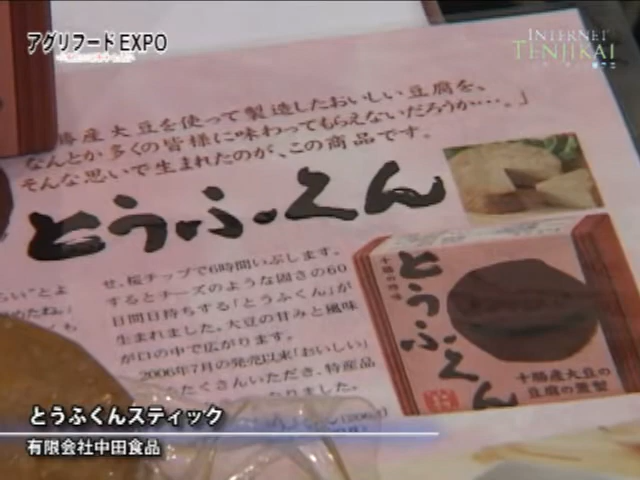 アグリフードEXPO
INTERNET
TENJIKAI
勝産大豆を使って製造したおいしい豆腐を、
なんとか多くの皆様に味わってもらえないだろうか…。」
そんな思いで生まれたのが、この商品です。
とうふくん
せ、桜チップで6時間いぶします。
するとチーズのような固さの60
日間日持ちする「とうふくん」が
生まれました。大豆の甘みと風味
が口の中で広がります。
2006年7月の発売以来「おいしい」
たくさんいただき、特産品
なりました。
とうふくん
十勝産大豆の
豆腐の燻製
とうふくんスティック
有限会社中田食品